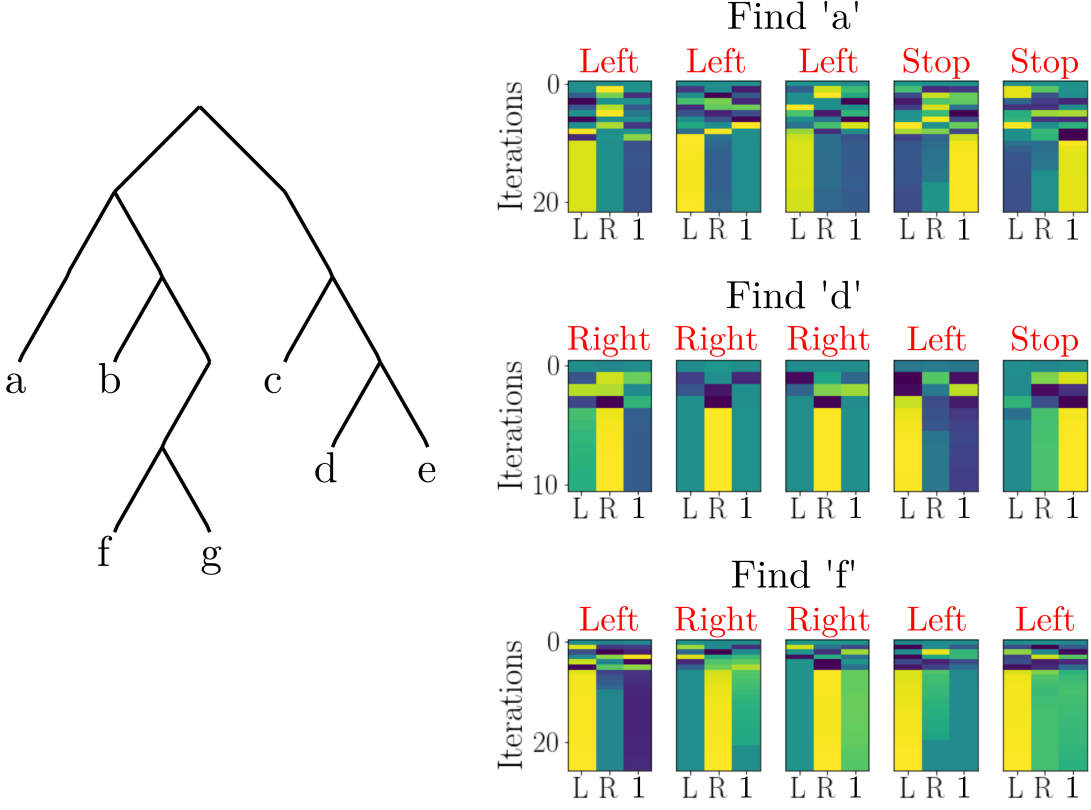 a
b
c
d
e
f
g
Find 'a'
Left Left Left Stop Stop
Iterations
0
20
L R 1 L R 1 L R 1 L R 1 L R 1
Find 'd'
Right Right Right Left Stop
Iterations
0
10
L R 1 L R 1 L R 1 L R 1 L R 1
Find 'f'
Left Right Right Left Left
Iterations
0
20
L R 1 L R 1 L R 1 L R 1 L R 1